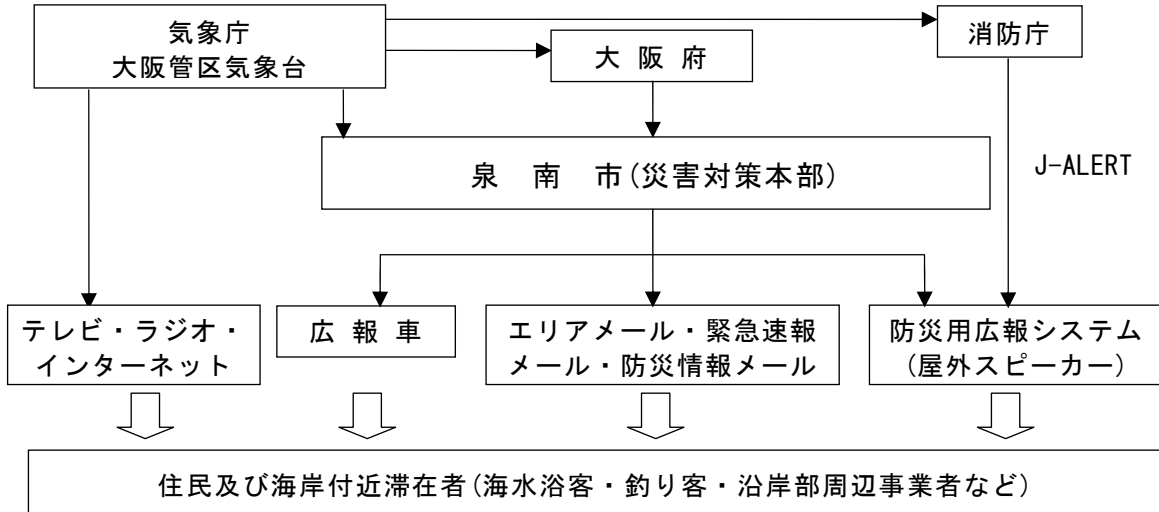 気象庁
大阪管区気象台
大 阪 府
消防庁
泉 南 市(災害対策本部)
J-ALERT
テレビ・ラジオ・
インターネット
広 報 車
エリアメール・緊急速報
メール・防災情報メール
防災用広報システム
(屋外スピーカー)
住民及び海岸付近滞在者(海水浴客・釣り客・沿岸部周辺事業者など)